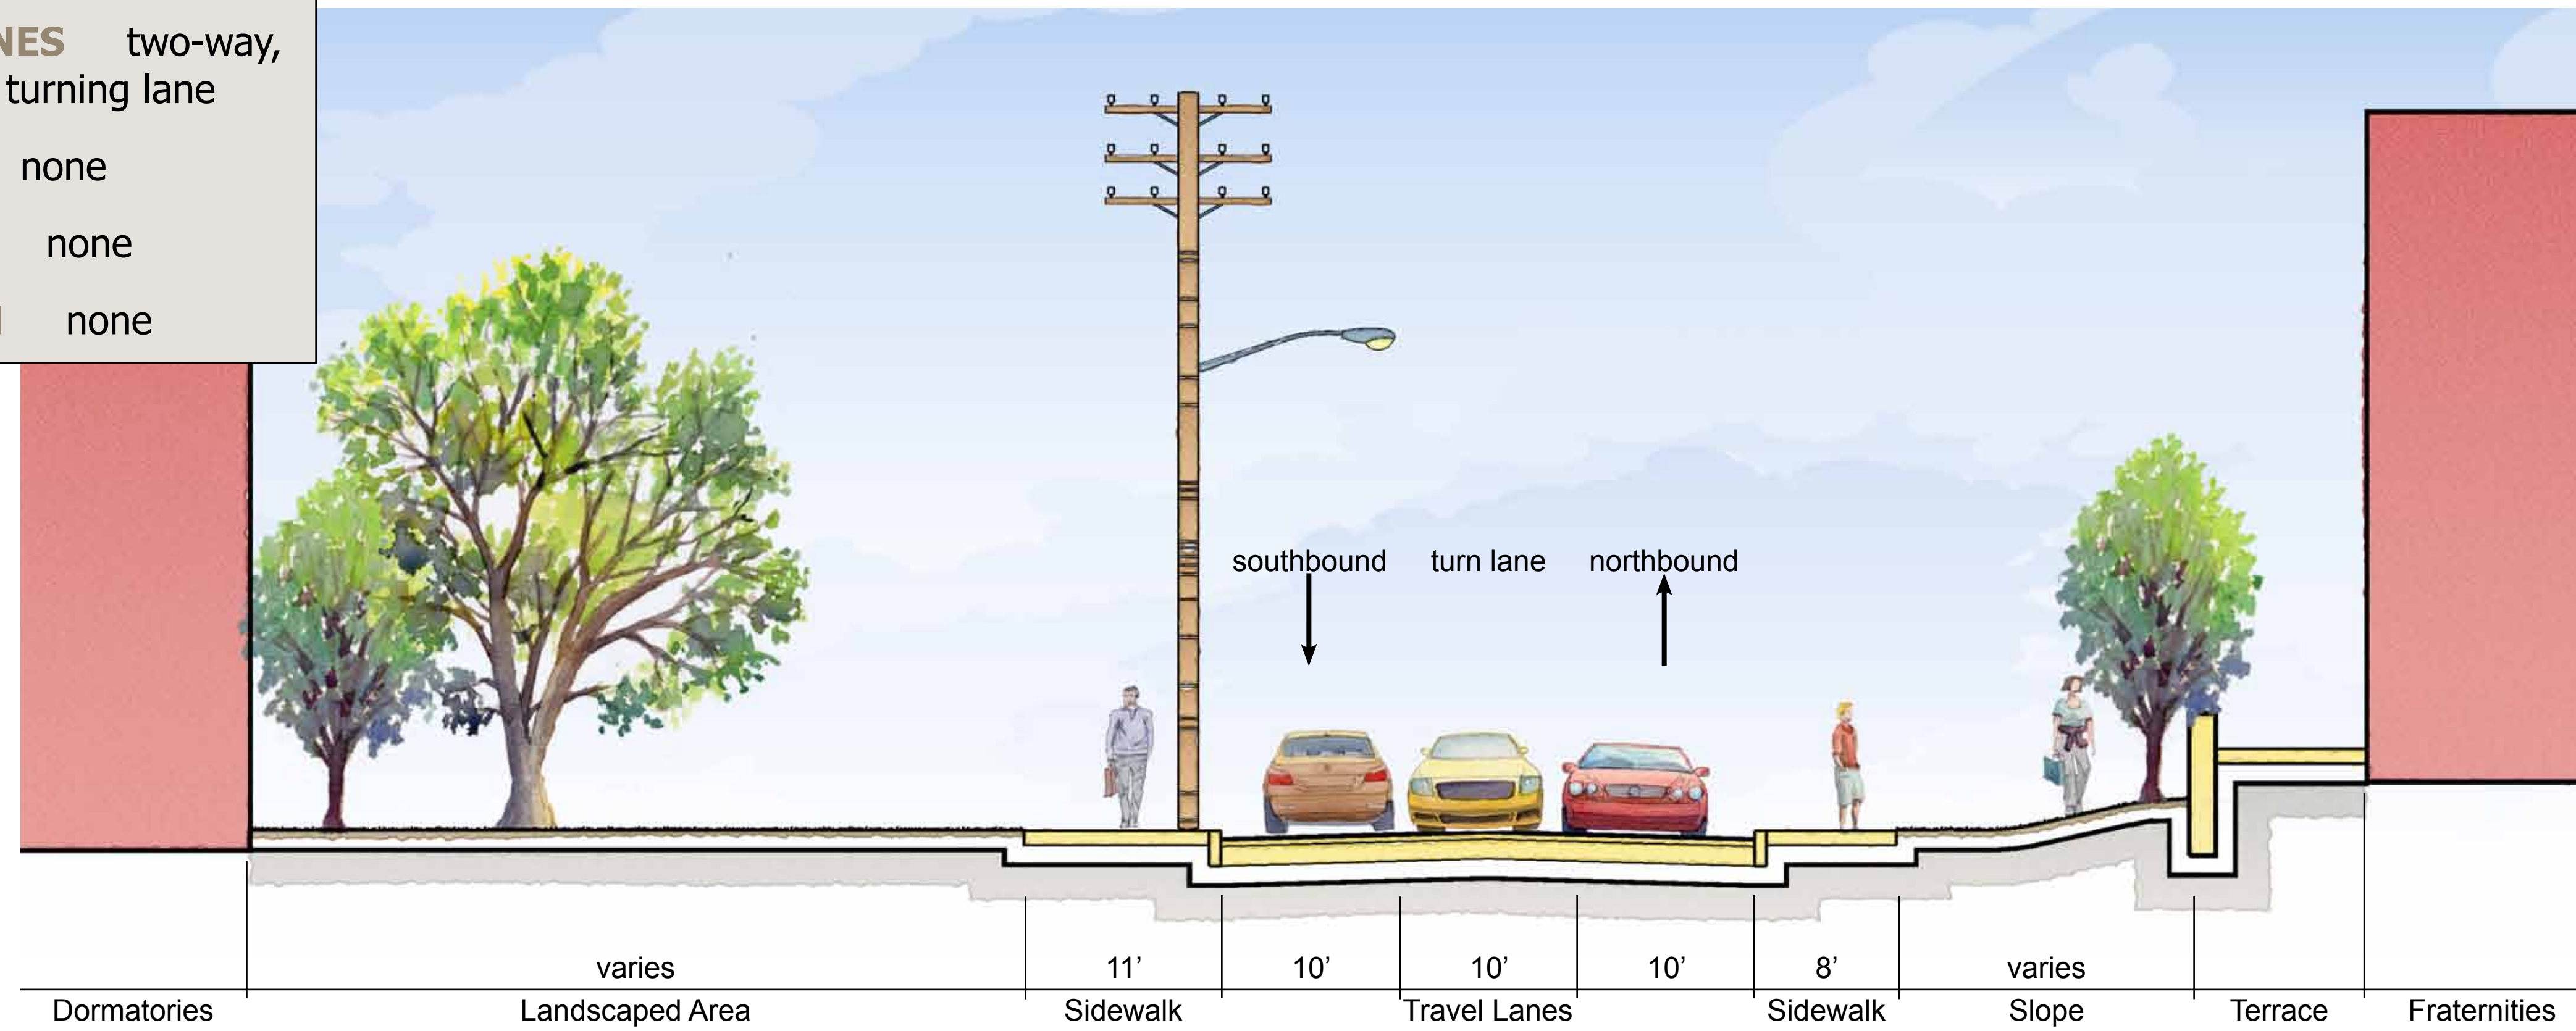 NES two-way,
turning lane
none
none
none
southbound turn lane northbound
varies 11’ 10’ 10’ 10’ 8’ varies
Dormatories Landscaped Area Sidewalk Travel Lanes Sidewalk Slope Terrace Fraternities